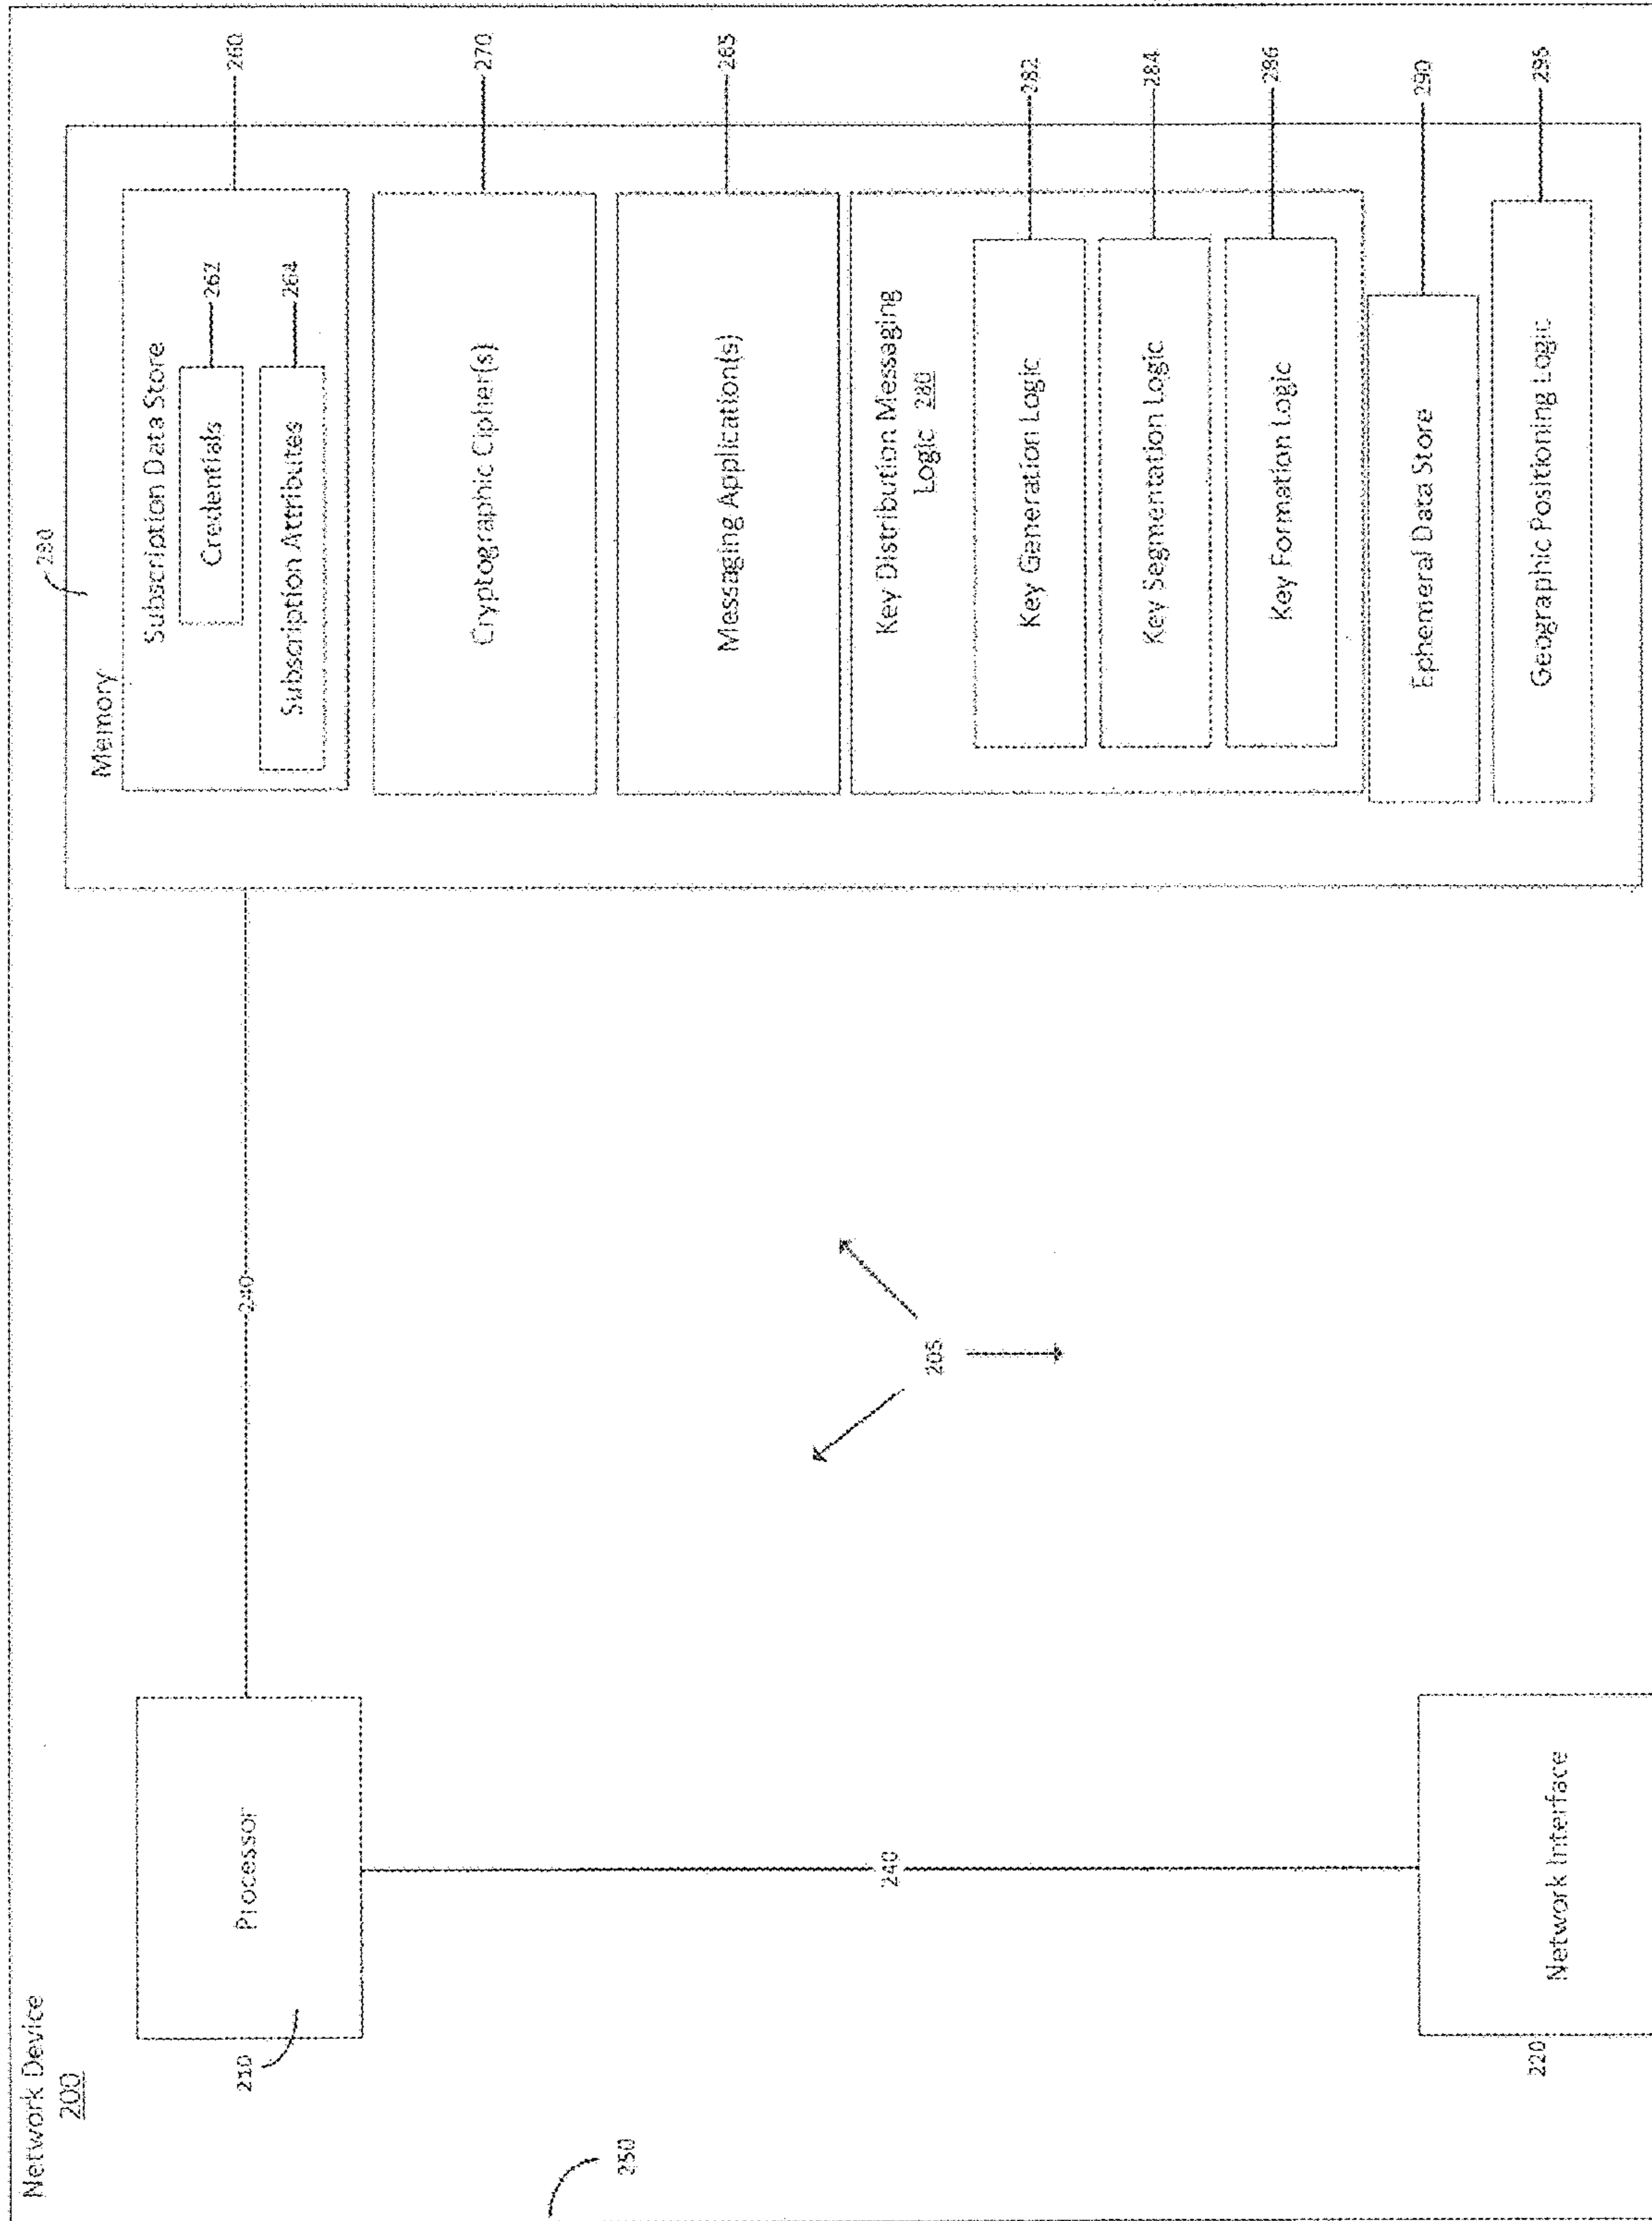 Network Device
200
Processor
210
240
Memory
230
Subscription Data Store
260
Credentials
262
Subscription Attributes
264
Cryptographic Cipher(s)
270
Messaging Application(s)
Key Distribution Messaging
Logic 280
Key Generation Logic
282
Key Segmentation Logic
284
Key Formation Logic
286
Ephemeral Data Store
290
Geographic Positioning Logic
295
205
240
250
Network Interface
220